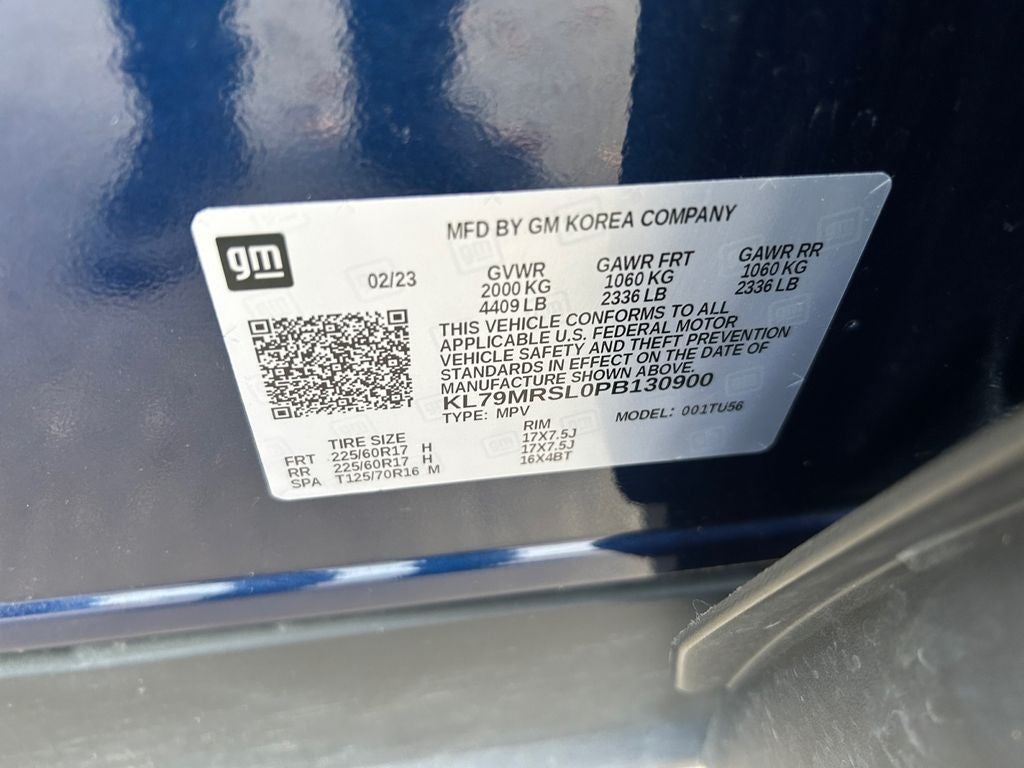 gm
MFD BY GM KOREA COMPANY
02/23
GVWR
2000 KG
4409 LB
GAWR FRT
1060 KG
2336 LB
GAWR RR
1060 KG
2336 LB
THIS VEHICLE CONFORMS TO ALL
APPLICABLE U.S. FEDERAL MOTOR
VEHICLE SAFETY AND THEFT PREVENTION
STANDARDS IN EFFECT ON THE DATE OF
MANUFACTURE SHOWN ABOVE.
KL79MRSL0PB130900
TYPE: MPV
MODEL: 001TU56
TIRE SIZE
RIM
FRT 225/60R17 H 17X7.5J
RR 225/60R17 H 17X7.5J
SPA T125/70R16 M 16X4BT